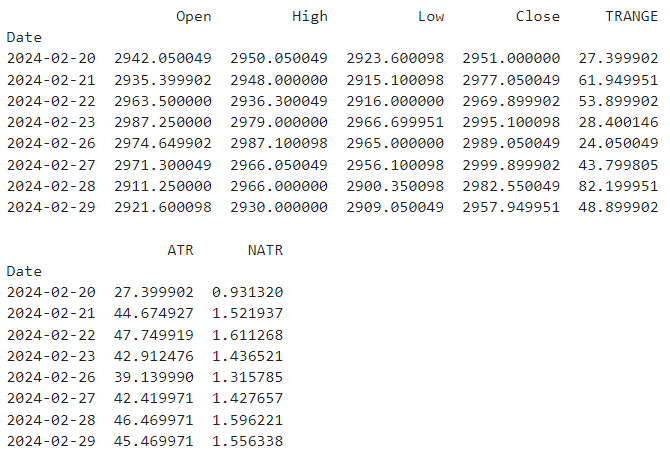 Open High Low Close TRANGE
Date
2024-02-20 2942.050049 2950.050049 2923.600098 2951.000000 27.399902
2024-02-21 2935.399902 2948.000000 2915.100098 2977.050049 61.949951
2024-02-22 2963.500000 2936.300049 2916.000000 2969.899902 53.899902
2024-02-23 2987.250000 2979.000000 2966.699951 2995.100098 28.400146
2024-02-26 2974.649902 2987.100098 2965.000000 2989.050049 24.050049
2024-02-27 2971.300049 2966.050049 2956.100098 2999.899902 43.799805
2024-02-28 2911.250000 2966.000000 2900.350098 2982.550049 82.199951
2024-02-29 2921.600098 2930.000000 2909.050049 2957.949951 48.899902
ATR NATR
Date
2024-02-20 27.399902 0.931320
2024-02-21 44.674927 1.521937
2024-02-22 47.749919 1.611268
2024-02-23 42.912476 1.436521
2024-02-26 39.139990 1.315785
2024-02-27 42.419971 1.427657
2024-02-28 46.469971 1.596221
2024-02-29 45.469971 1.556338